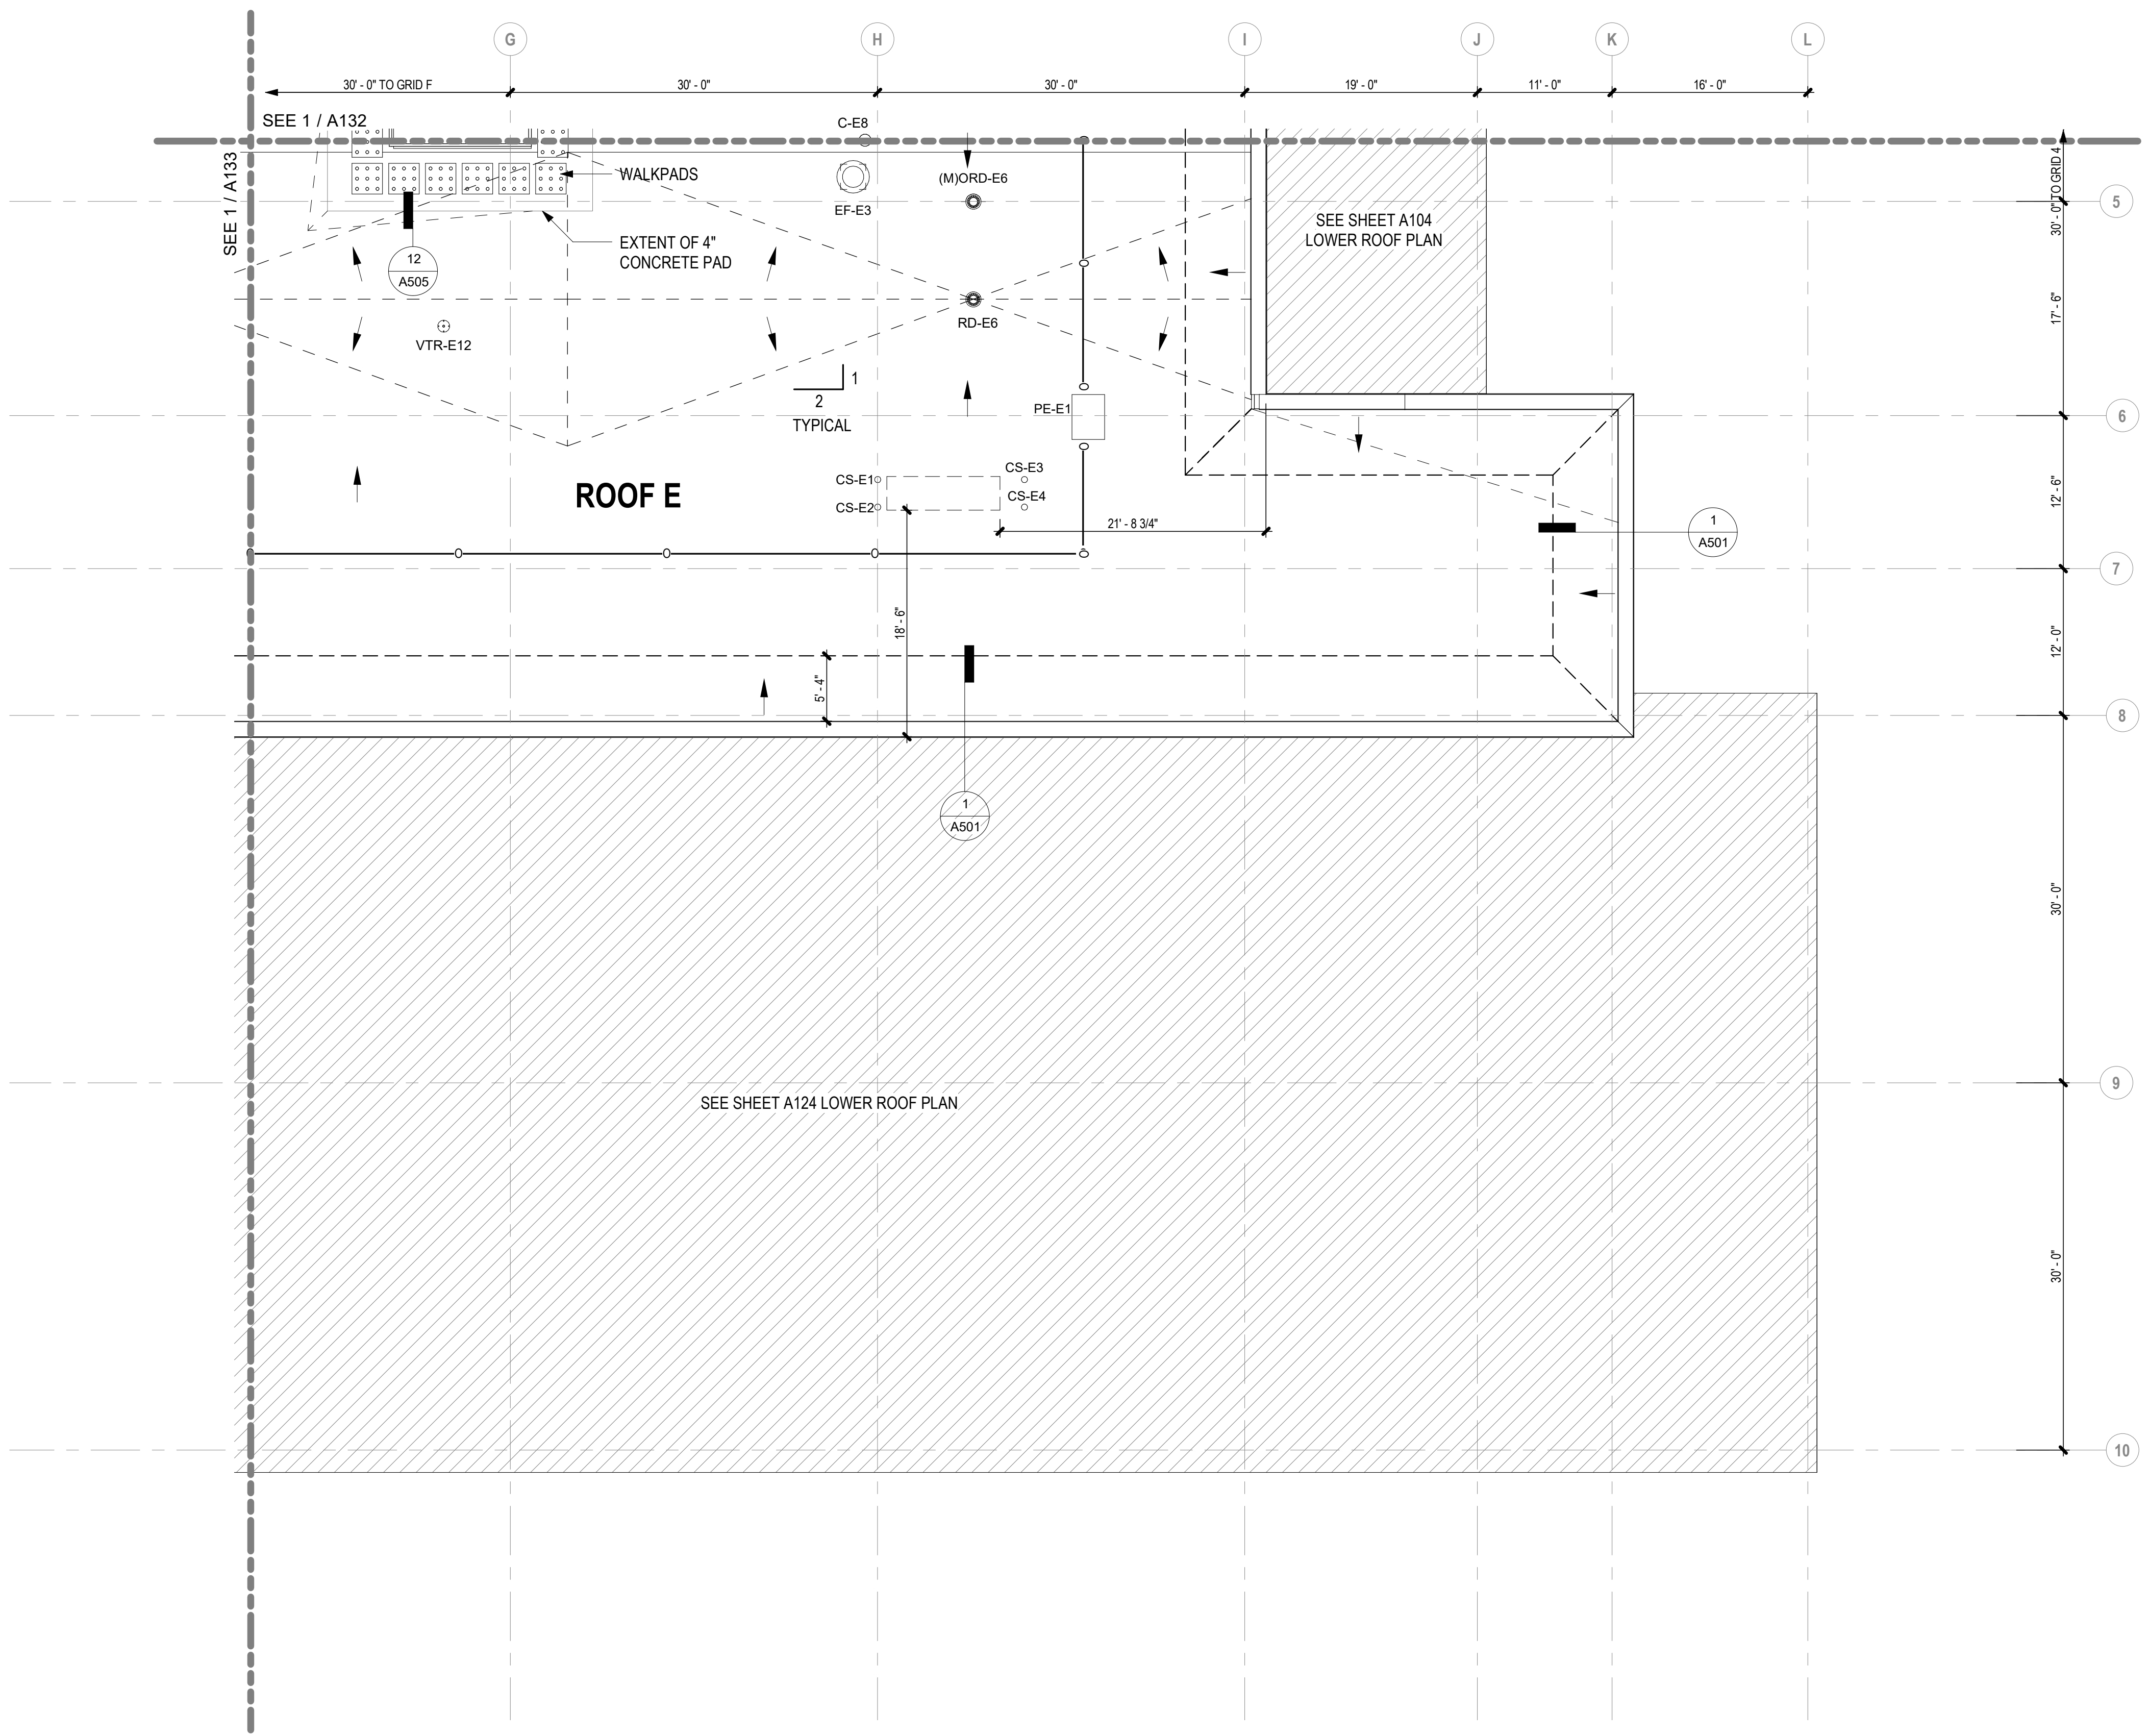 G
H
I
J
K
L
30' - 0" TO GRID F
30' - 0"
30' - 0"
19' - 0"
11' - 0"
16' - 0"
SEE 1 / A132
SEE 1 / A133
C-E8
WALKPADS
EF-E3
(M)ORD-E6
30' - 0" TO GRID 4
5
SEE SHEET A104
LOWER ROOF PLAN
EXTENT OF 4"
CONCRETE PAD
12
A505
VTR-E12
RD-E6
17' - 6"
1
2
TYPICAL
PE-E1
6
ROOF E
CS-E1
CS-E2
CS-E3
CS-E4
21' - 8 3/4"
1
A501
12' - 6"
7
18' - 6"
5' - 4"
12' - 0"
8
1
A501
30' - 0"
SEE SHEET A124 LOWER ROOF PLAN
9
30' - 0"
10